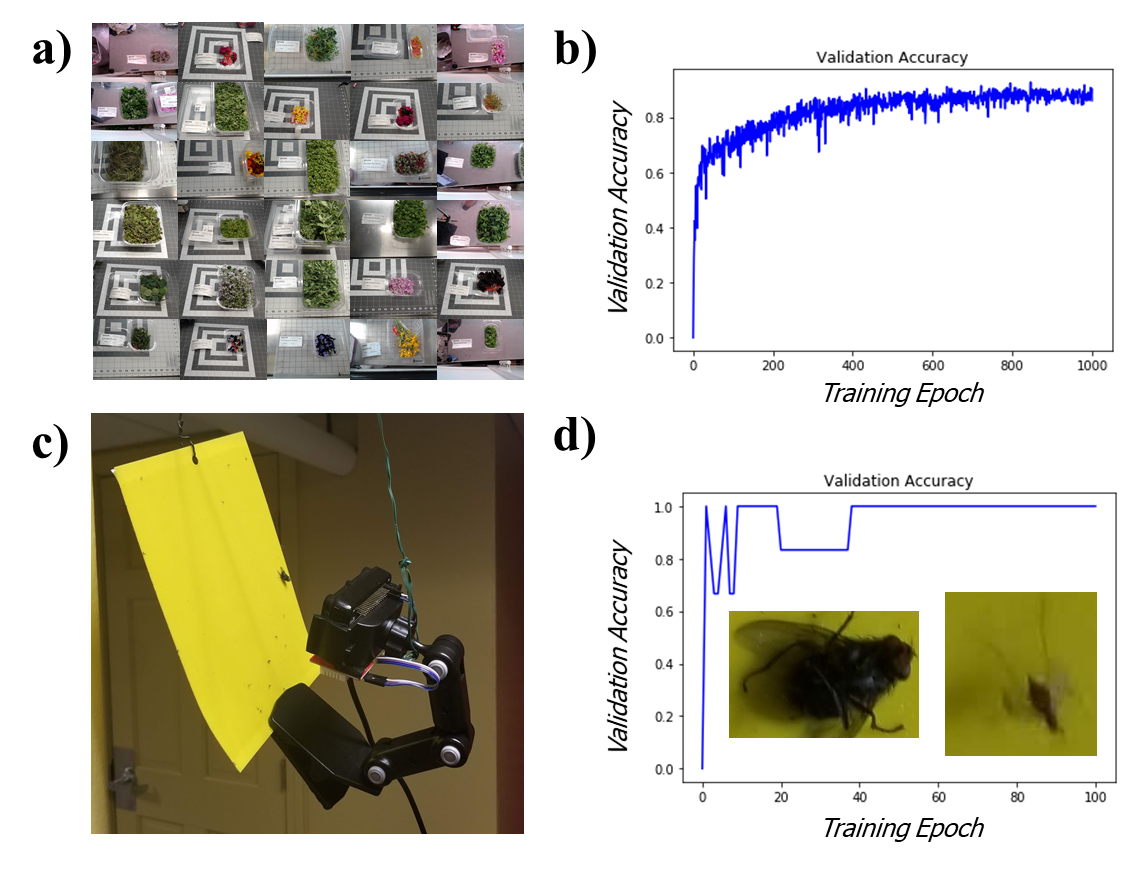 a)
b)
Validation Accuracy
Validation Accuracy
0.8
0.6
0.4
0.2
0.0
0
200
400
600
800
1000
Training Epoch
c)
d)
Validation Accuracy
Validation Accuracy
1.0
0.8
0.6
0.4
0.2
0.0
0
20
40
60
80
100
Training Epoch